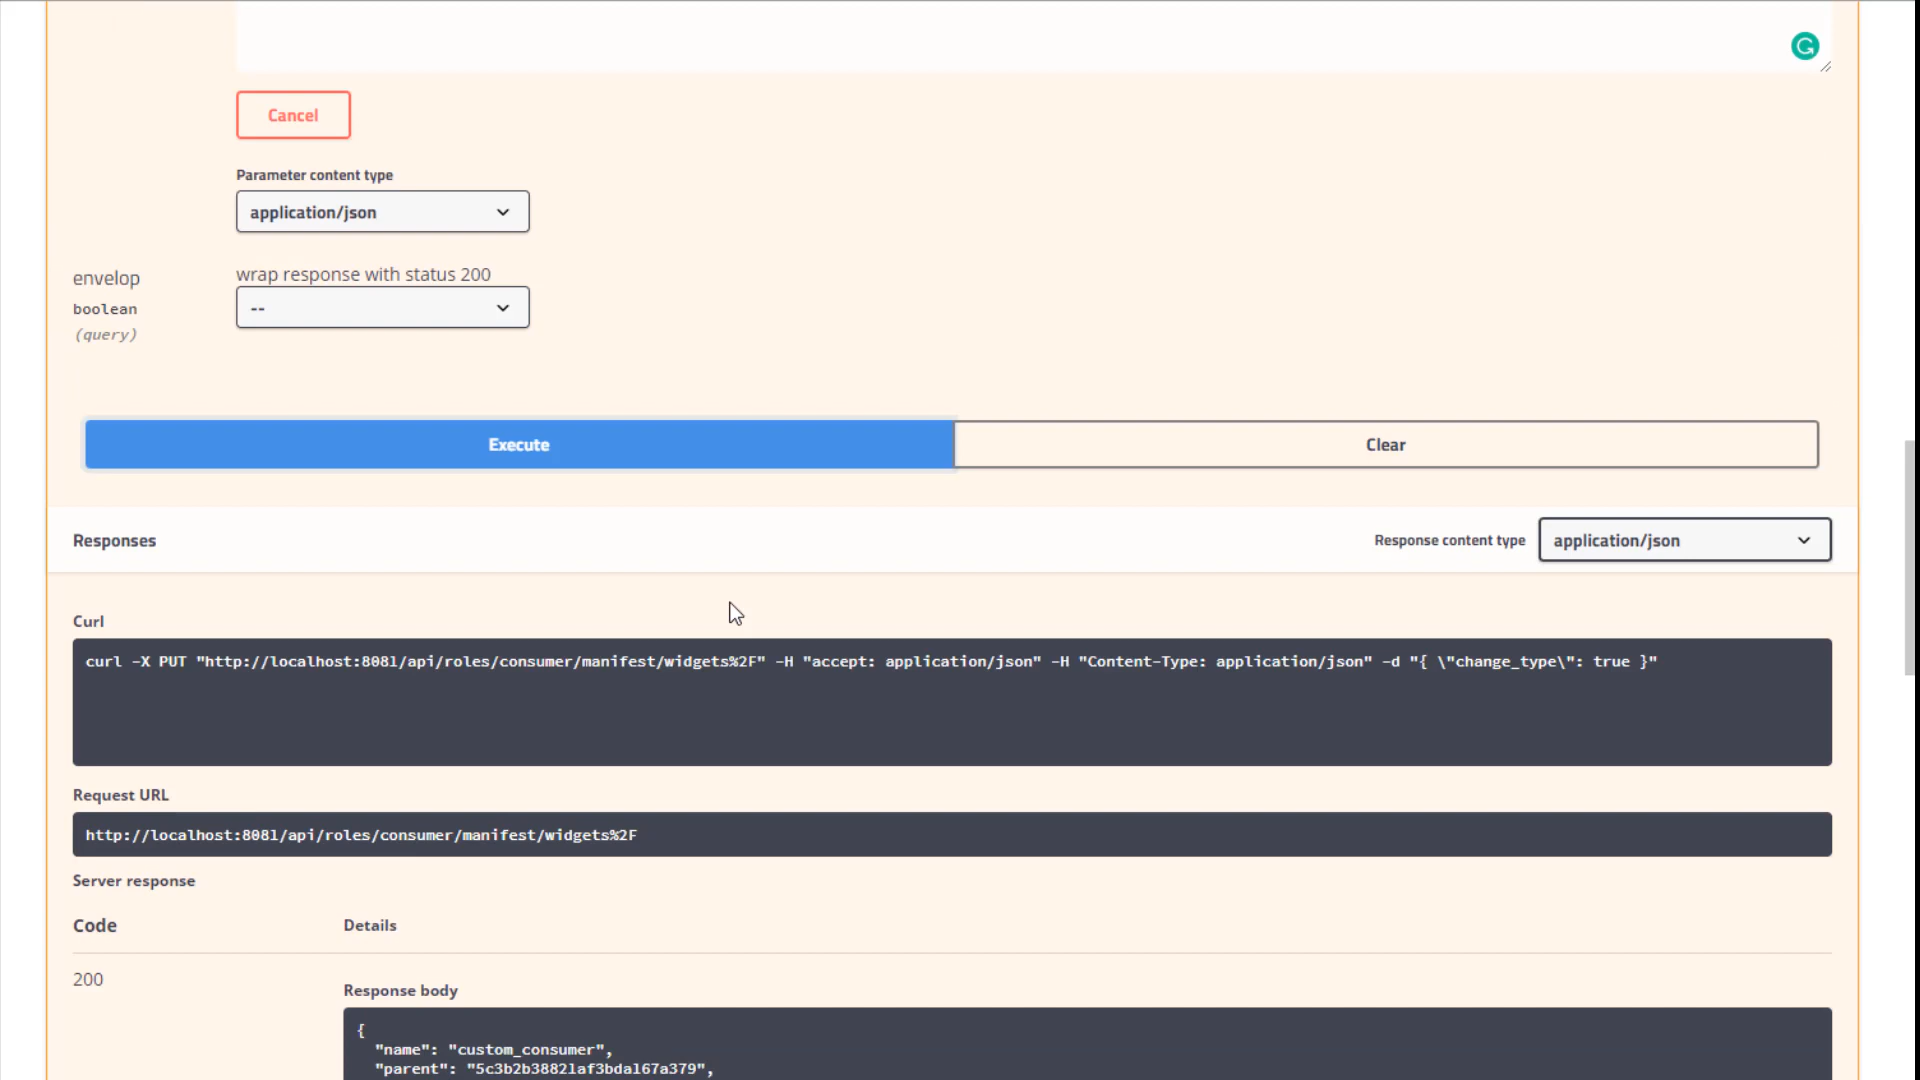 Cancel
Parameter content type
application/json
envelop
wrap response with status 200
boolean
--
(query)
Execute
Clear
Responses
Response content type
application/json
Curl
curl -X PUT "http://localhost:8081/api/roles/consumer/manifest/widgets%2F" -H "accept: application/json" -H "Content-Type: application/json" -d "{ \"change_type\": true }"
Request URL
http://localhost:8081/api/roles/consumer/manifest/widgets%2F
Server response
Code
Details
200
Response body
{
"name": "custom_consumer",
"parent": "5c3b2b38821af3bda167a379",